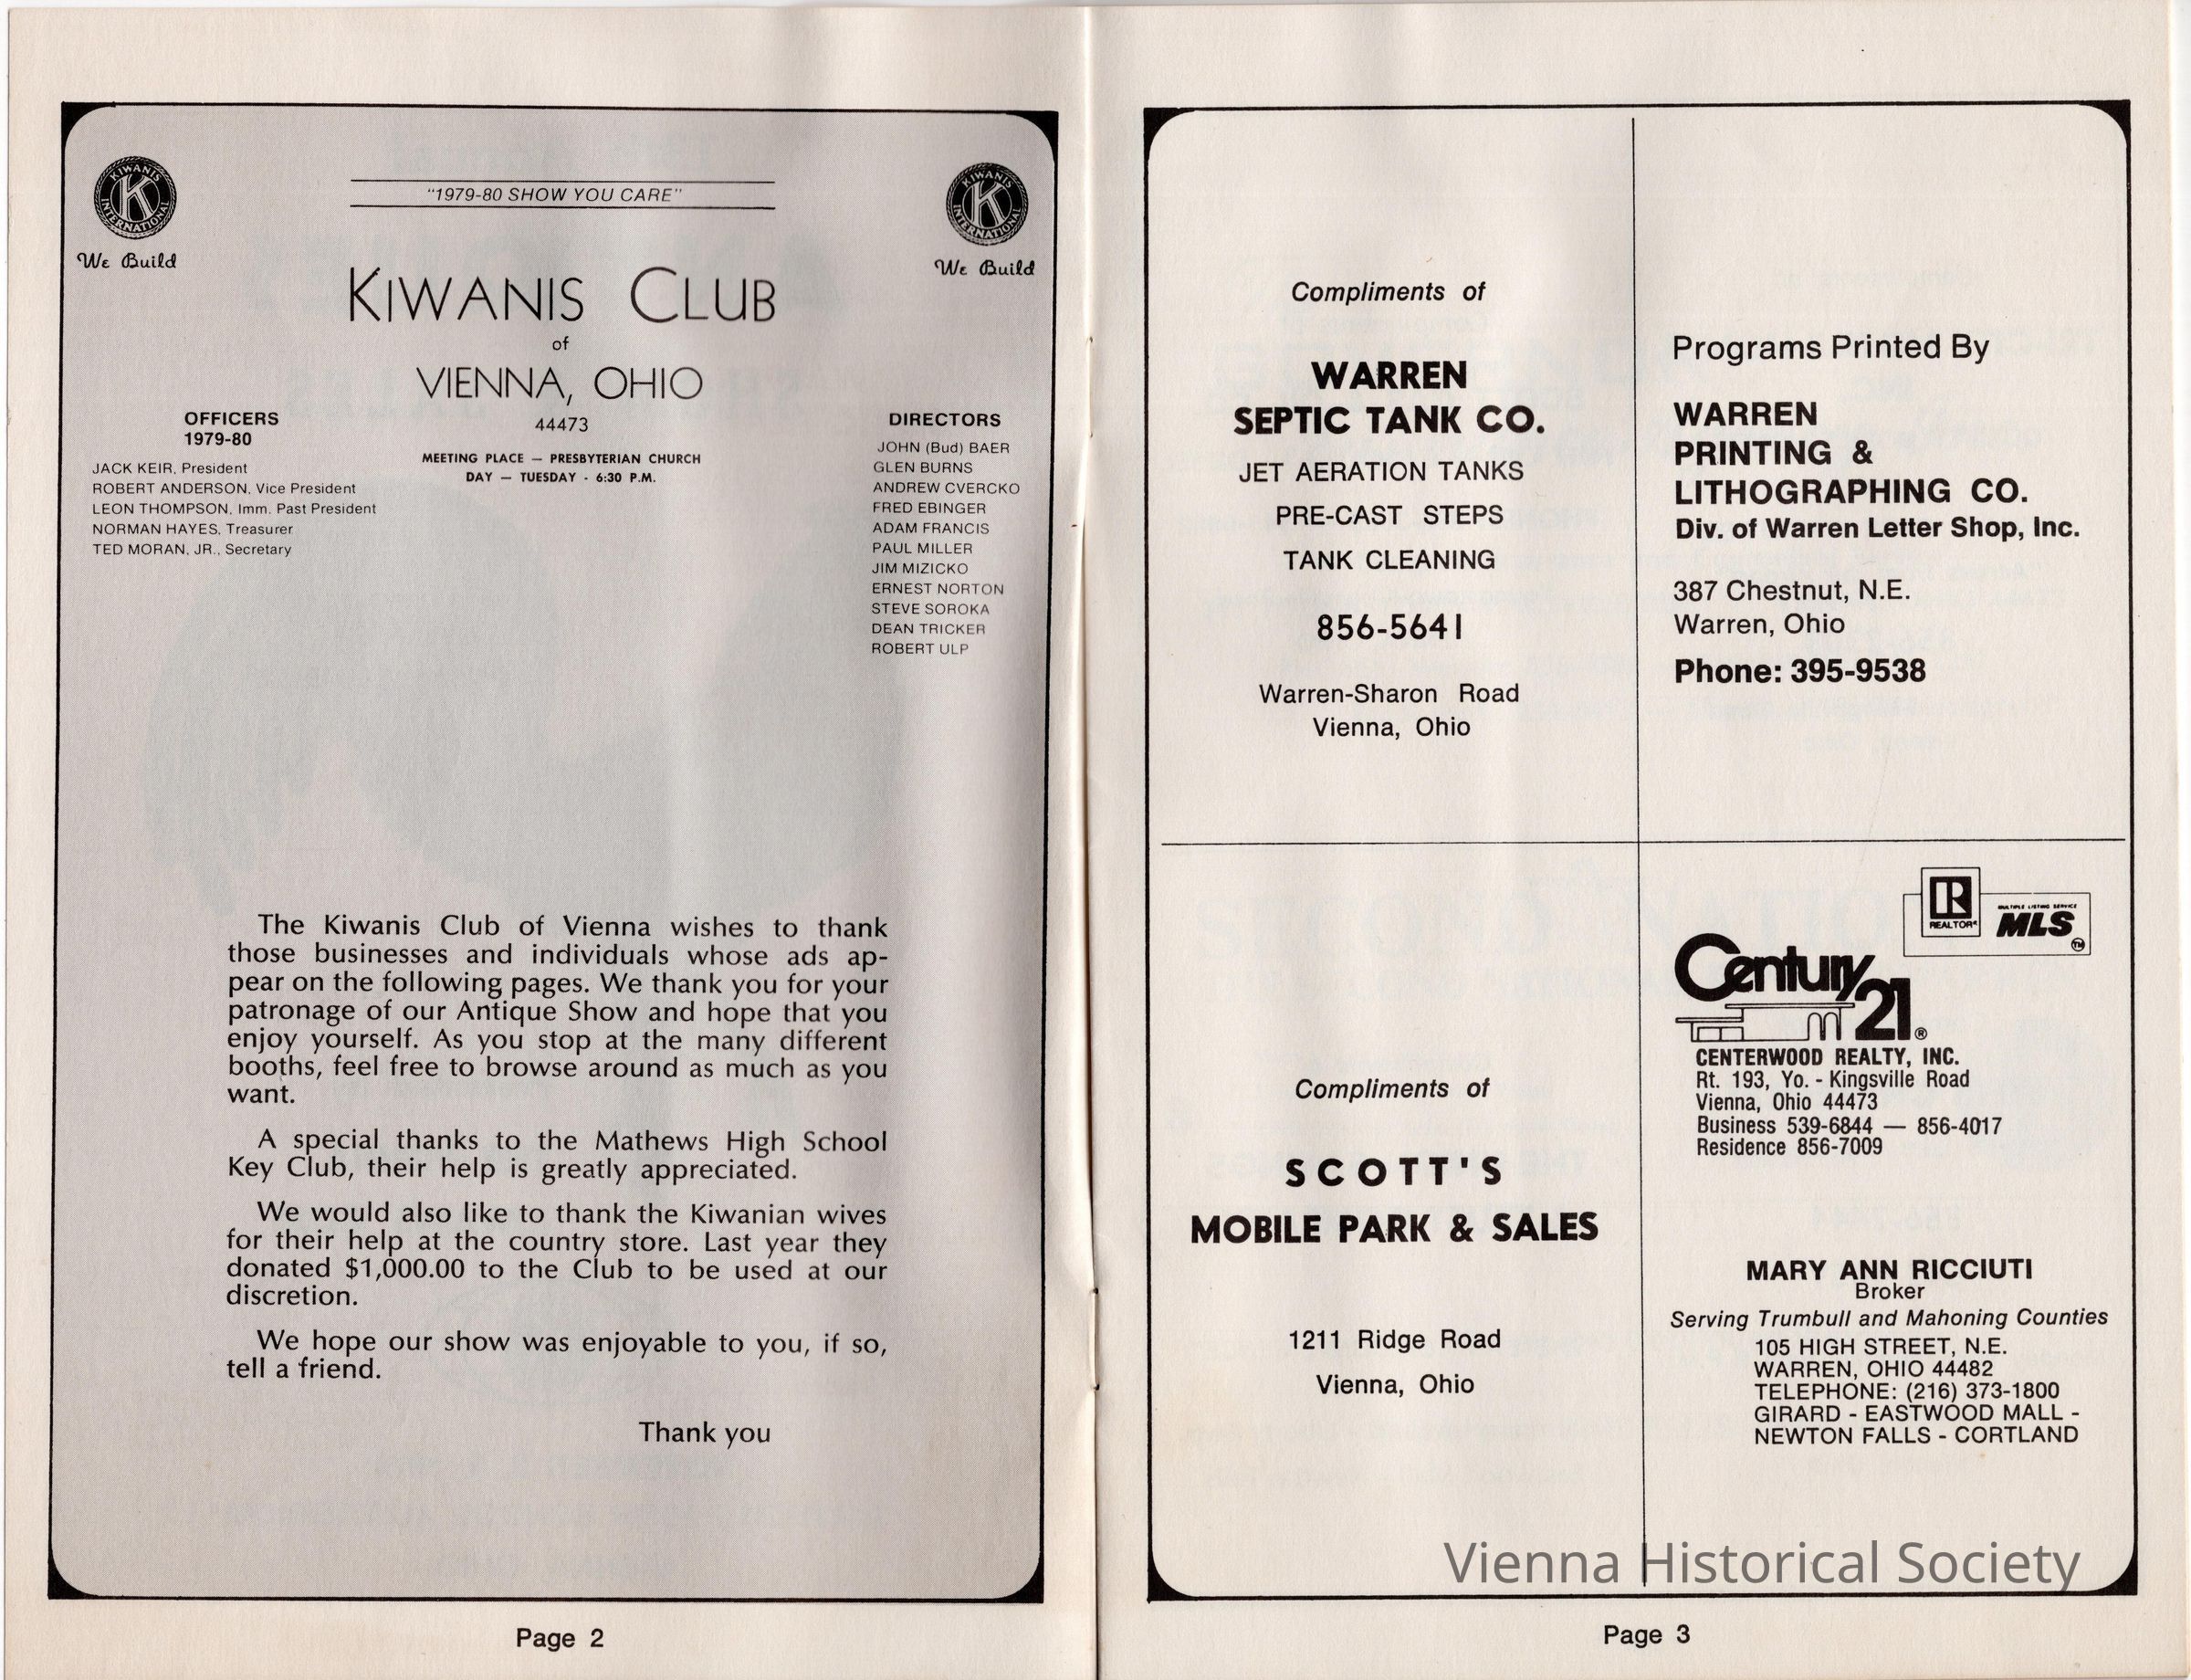 KIWANIS
K
INTERNATIONAL
We Build
"1979-80 SHOW YOU CARE"
KIWANIS
K
INTERNATIONAL
We Build
KIWANIS CLUB
of
VIENNA, OHIO
44473
MEETING PLACE — PRESBYTERIAN CHURCH
DAY — TUESDAY - 6:30 P.M.
OFFICERS
1979-80
JACK KEIR, President
ROBERT ANDERSON, Vice President
LEON THOMPSON, Imm. Past President
NORMAN HAYES, Treasurer
TED MORAN, JR., Secretary
DIRECTORS
JOHN (Bud) BAER
GLEN BURNS
ANDREW CVERCKO
FRED EBINGER
ADAM FRANCIS
PAUL MILLER
JIM MIZICKO
ERNEST NORTON
STEVE SOROKA
DEAN TRICKER
ROBERT ULP
The Kiwanis Club of Vienna wishes to thank
those businesses and individuals whose ads ap-
pear on the following pages. We thank you for your
patronage of our Antique Show and hope that you
enjoy yourself. As you stop at the many different
booths, feel free to browse around as much as you
want.
A special thanks to the Mathews High School
Key Club, their help is greatly appreciated.
We would also like to thank the Kiwanian wives
for their help at the country store. Last year they
donated $1,000.00 to the Club to be used at our
discretion.
We hope our show was enjoyable to you, if so,
tell a friend.
Thank you
Page 2
Compliments of
WARREN
SEPTIC TANK CO.
JET AERATION TANKS
PRE-CAST STEPS
TANK CLEANING
856-5641
Warren-Sharon Road
Vienna, Ohio
Programs Printed By
WARREN
PRINTING &
LITHOGRAPHING CO.
Div. of Warren Letter Shop, Inc.
387 Chestnut, N.E.
Warren, Ohio
Phone: 395-9538
Compliments of
SCOTT'S
MOBILE PARK & SALES
1211 Ridge Road
Vienna, Ohio
R
REALTOR®
MULTIPLE LISTING SERVICE
MLS
TM
Century
21®
CENTERWOOD REALTY, INC.
Rt. 193, Yo. - Kingsville Road
Vienna, Ohio 44473
Business 539-6844 — 856-4017
Residence 856-7009
MARY ANN RICCIUTI
Broker
Serving Trumbull and Mahoning Counties
105 HIGH STREET, N.E.
WARREN, OHIO 44482
TELEPHONE: (216) 373-1800
GIRARD - EASTWOOD MALL -
NEWTON FALLS - CORTLAND
Vienna Historical Society
Page 3